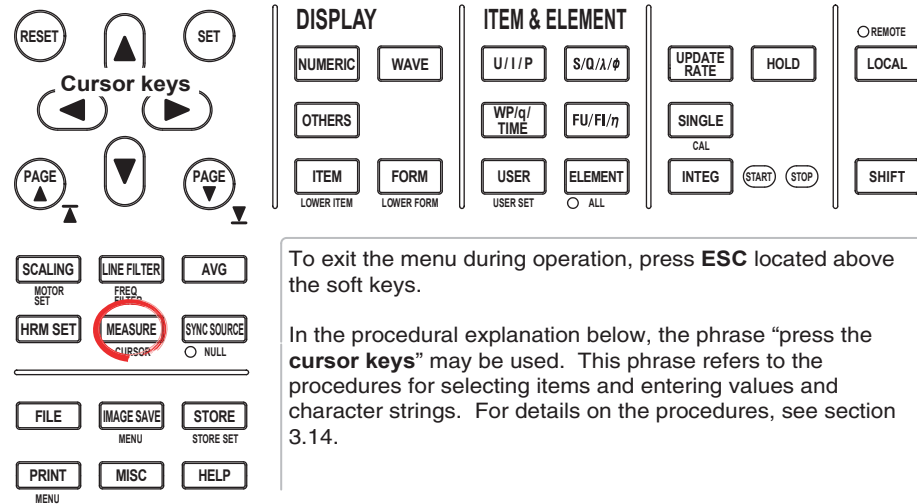 RESET
SET
Cursor keys
PAGE
PAGE
DISPLAY
NUMERIC
WAVE
OTHERS
ITEM
FORM
LOWER ITEM
LOWER FORM
ITEM & ELEMENT
U / I / P
S/Q/λ/ø
WP/q/
TIME
FU/FI/η
USER
ELEMENT
USER SET
ALL
UPDATE
RATE
HOLD
SINGLE
CAL
INTEG
START
STOP
REMOTE
LOCAL
SHIFT
SCALING
LINE FILTER
AVG
MOTOR
SET
FREQ
FILTER
HRM SET
MEASURE
SYNC SOURCE
CURSOR
NULL
FILE
IMAGE SAVE
STORE
MENU
STORE SET
PRINT
MISC
HELP
MENU
To exit the menu during operation, press ESC located above
the soft keys.
In the procedural explanation below, the phrase “press the
cursor keys” may be used. This phrase refers to the
procedures for selecting items and entering values and
character strings. For details on the procedures, see section
3.14.